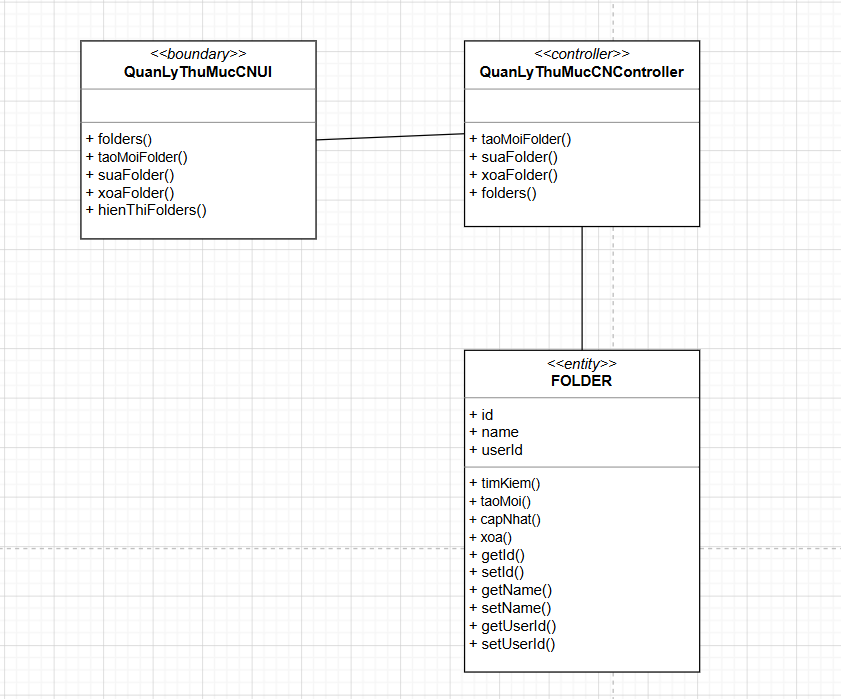 <<boundary>>
QuanLyThuMucCNUI
+ folders()
+ taoMoiFolder()
+ suaFolder()
+ xoaFolder()
+ hienThiFolders()
<<controller>>
QuanLyThuMucCNController
+ taoMoiFolder()
+ suaFolder()
+ xoaFolder()
+ folders()
<<entity>>
FOLDER
+ id
+ name
+ userId
+ timKiem()
+ taoMoi()
+ capNhat()
+ xoa()
+ getId()
+ setId()
+ getName()
+ setName()
+ getUserId()
+ setUserId()